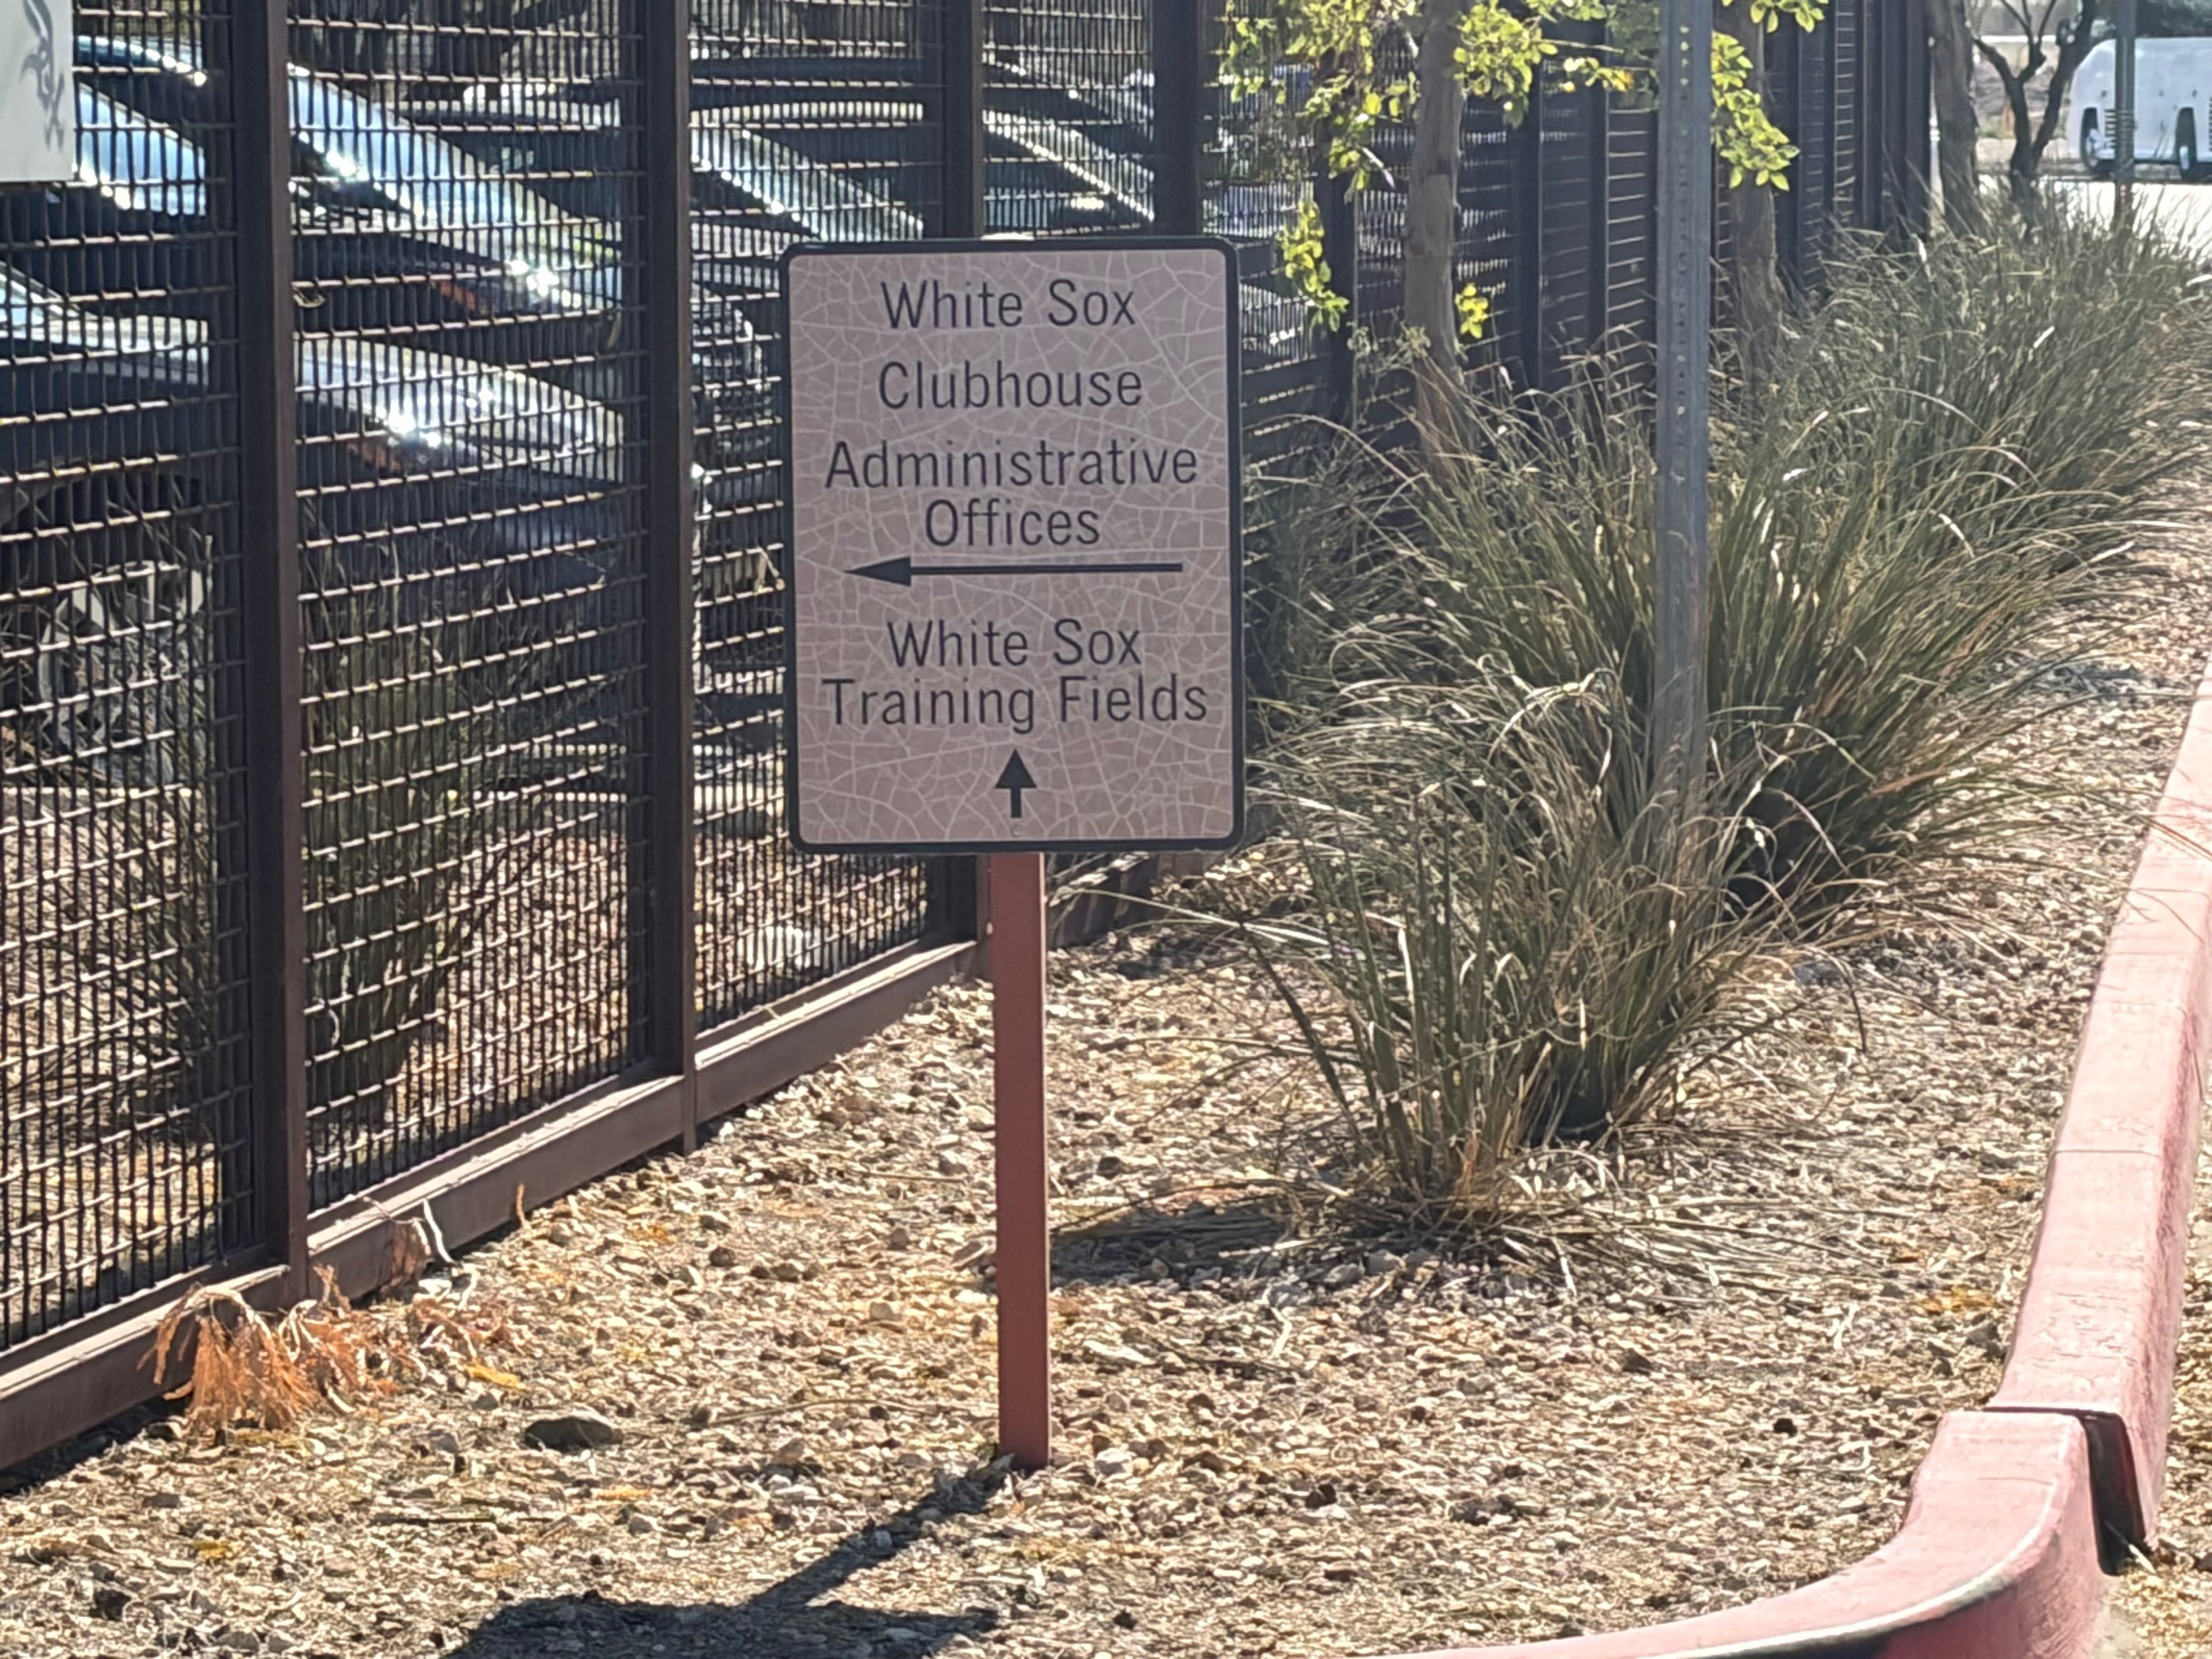 White Sox
Clubhouse
Administrative
Offices
White Sox
Training Fields